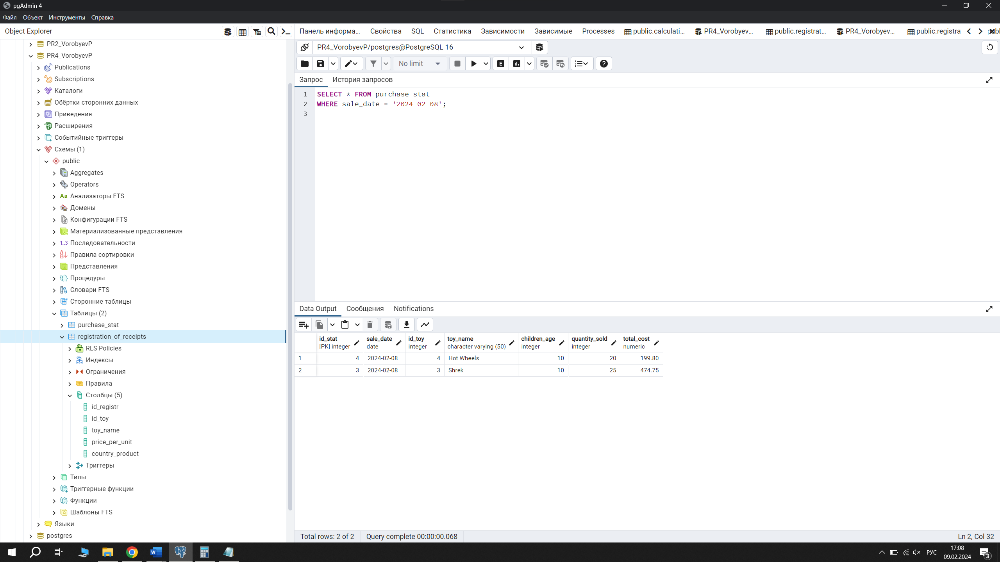 pgAdmin 4
Файл Объект Инструменты Справка
Object Explorer
PR2_VorobyevP
PR4_VorobyevP
Publications
Subscriptions
Каталоги
Обёртки сторонних данных
Приведения
Расширения
Событийные триггеры
Схемы (1)
public
Aggregates
Operators
Aa Анализаторы FTS
Домены
Конфигурации FTS
Материализованные представления
1..3 Последовательности
Правила сортировки
Представления
Процедуры
Словари FTS
Сторонние таблицы
Таблицы (2)
purchase_stat
registration_of_receipts
RLS Policies
Индексы
Ограничения
Правила
Столбцы (5)
id_registr
id_toy
toy_name
price_per_unit
country_product
Триггеры
Типы
Триггерные функции
Функции
Шаблоны FTS
Языки
postgres
Панель информа... Свойства SQL Статистика Зависимости Зависимые Processes public.calculati... PR4_Vorobyev... public.registrat... PR4_Vorobyev... public.registra
PR4_VorobyevP/postgres@PostgreSQL 16
No limit
Запрос История запросов
1 SELECT * FROM purchase_stat
2 WHERE sale_date = '2024-02-08';
3
Data Output Сообщения Notifications
id_stat sale_date id_toy toy_name children_age quantity_sold total_cost
[PK] integer date integer character varying (50) integer integer numeric
1 4 2024-02-08 4 Hot Wheels 10 20 199.80
2 3 2024-02-08 3 Shrek 10 25 474.75
Total rows: 2 of 2 Query complete 00:00:00.068 Ln 2, Col 32
РУС
17:08
09.02.2024
3